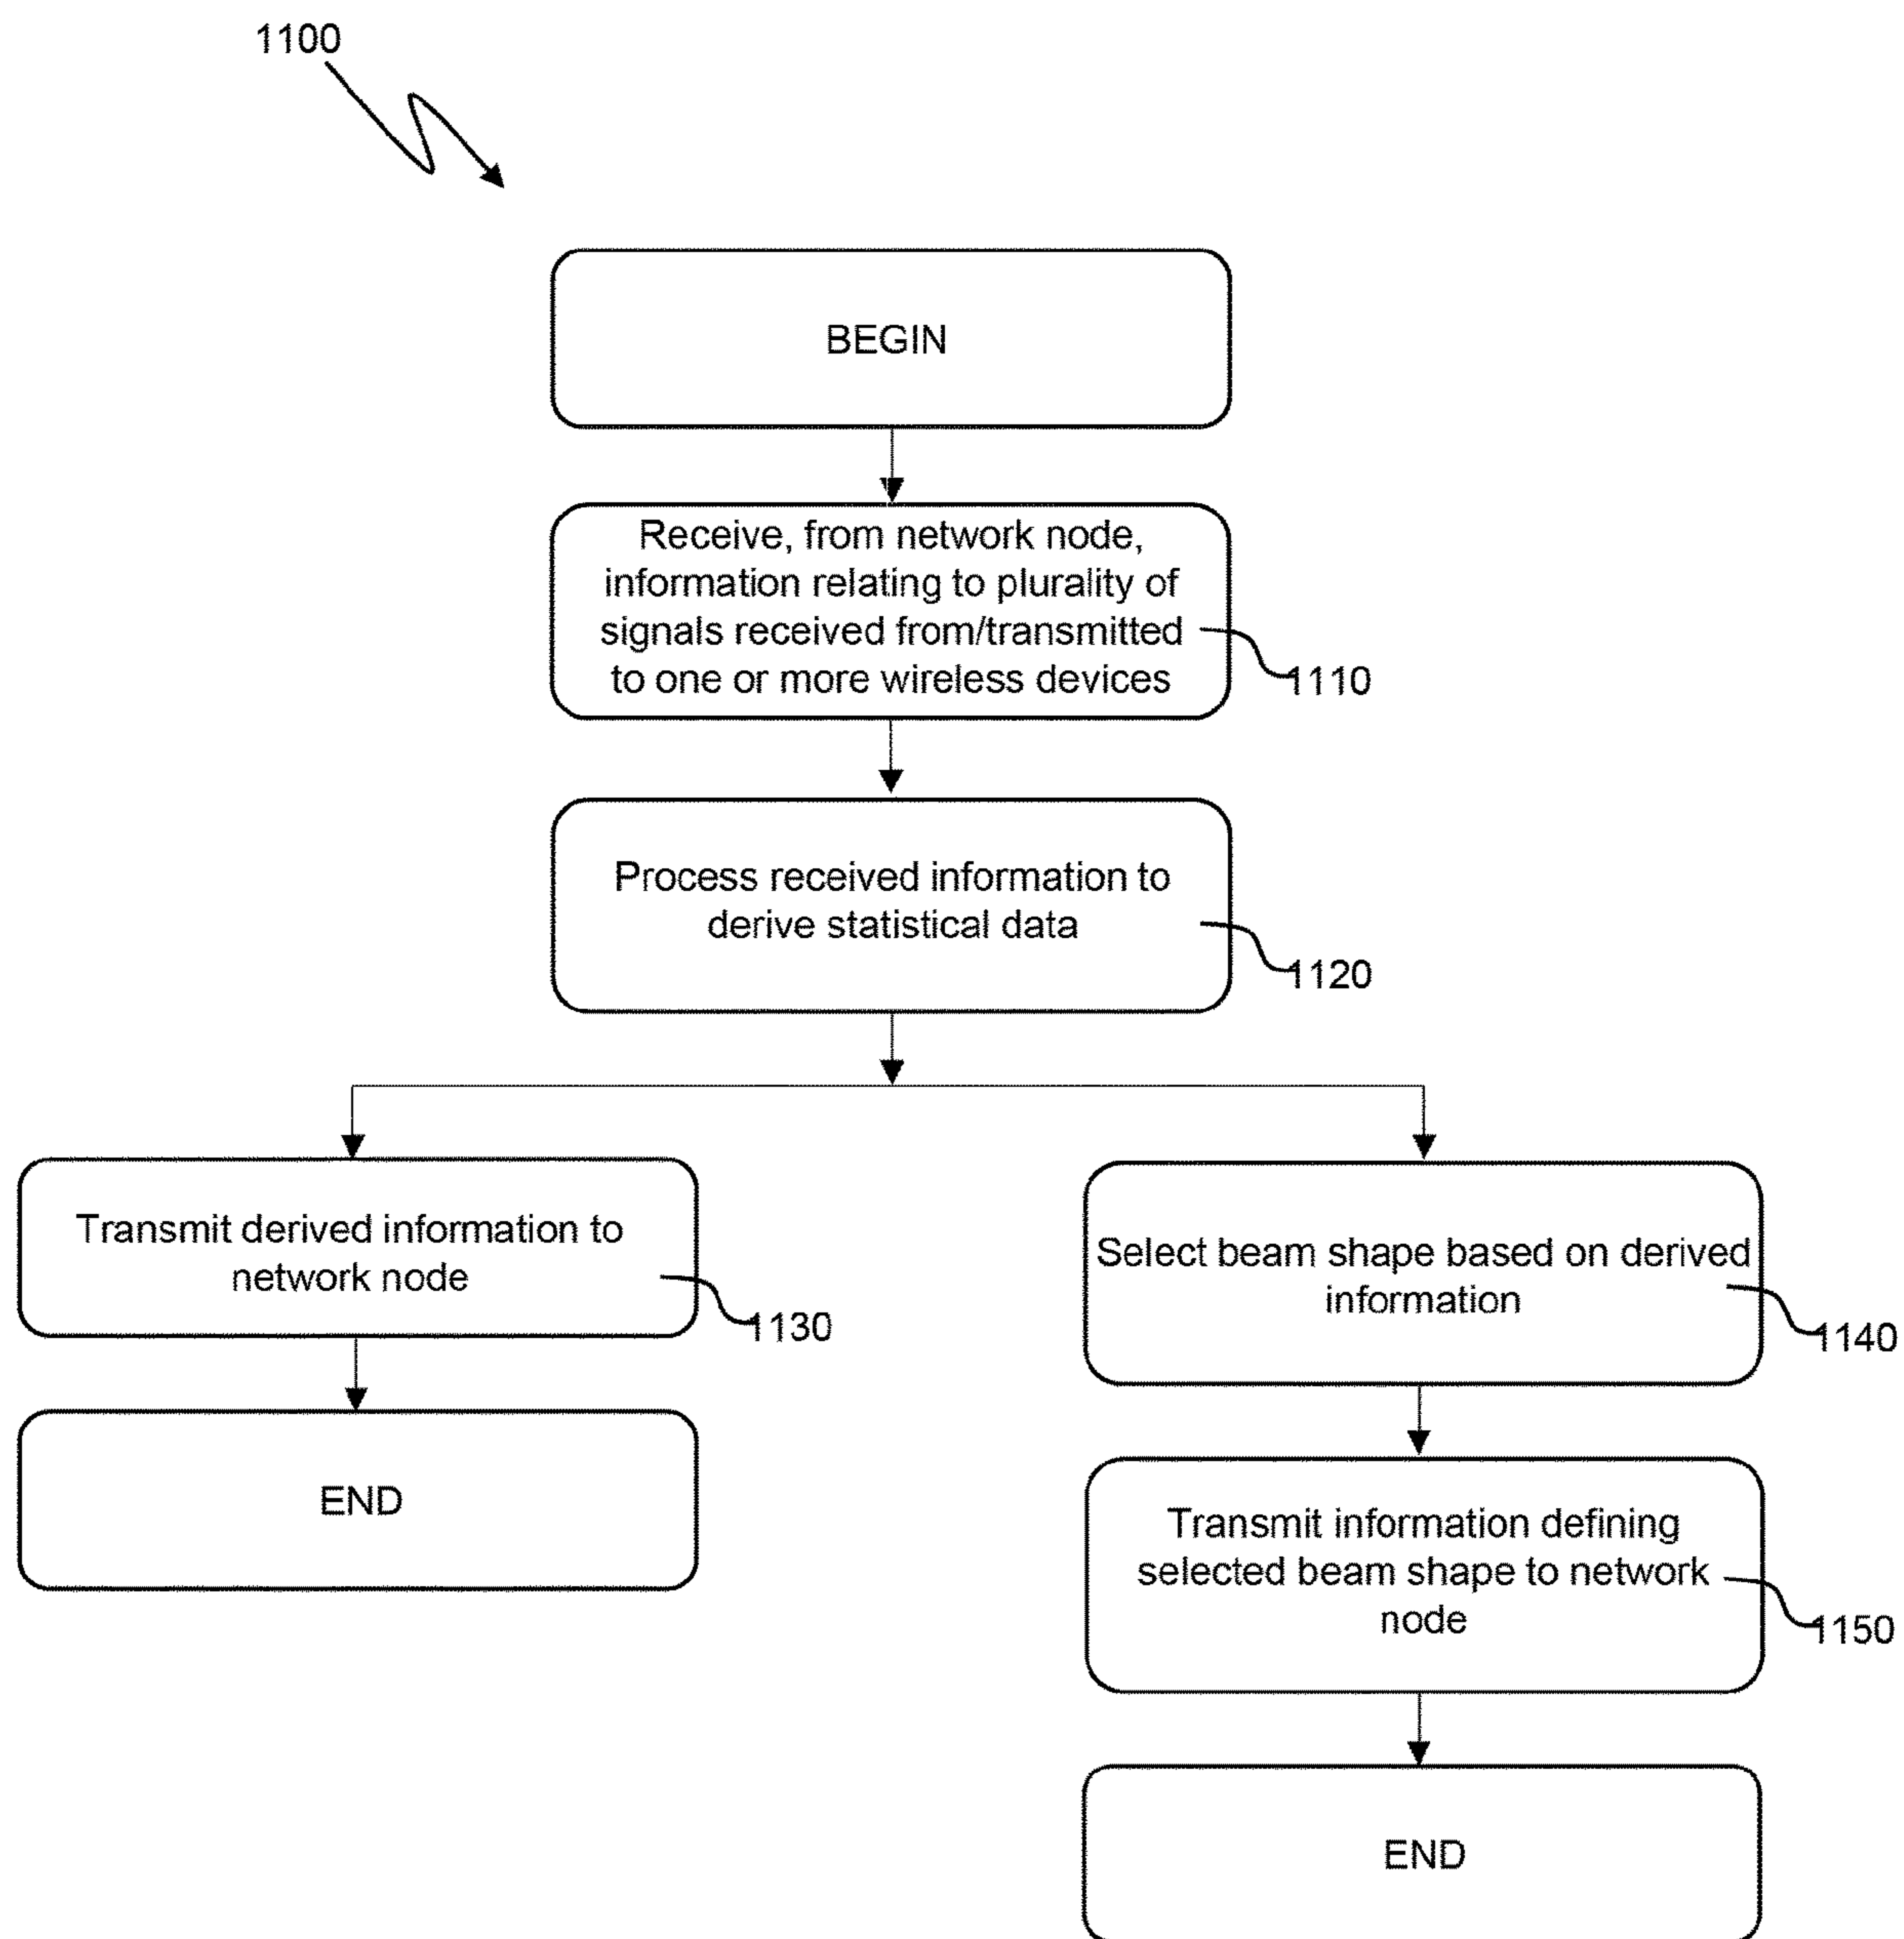 1100
BEGIN
Receive, from network node,
information relating to plurality of
signals received from/transmitted
to one or more wireless devices
1110
Process received information to
derive statistical data
1120
Transmit derived information to
network node
1130
END
Select beam shape based on derived
information
1140
Transmit information defining
selected beam shape to network
node
1150
END